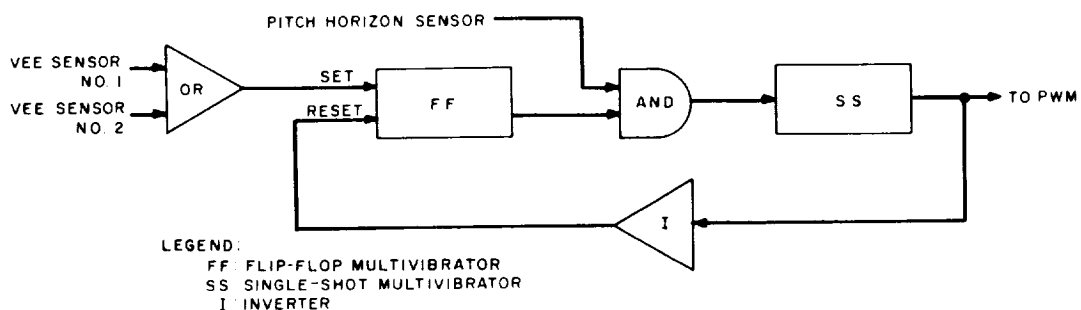 PITCH HORIZON SENSOR
VEE SENSOR
NO. 1
VEE SENSOR
NO. 2
OR
SET
RESET
FF
AND
SS
TO PWM
I
LEGEND:
FF: FLIP-FLOP MULTIVIBRATOR
SS: SINGLE-SHOT MULTIVIBRATOR
I: INVERTER